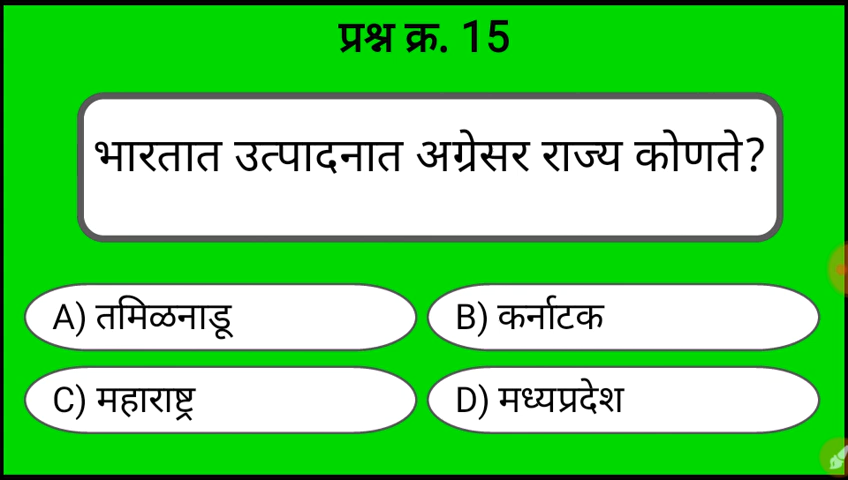 प्रश्न क्र. 15
भारतात उत्पादनात अग्रेसर राज्य कोणते?
A) तमिळनाडू
B) कर्नाटक
C) महाराष्ट्र
D) मध्यप्रदेश